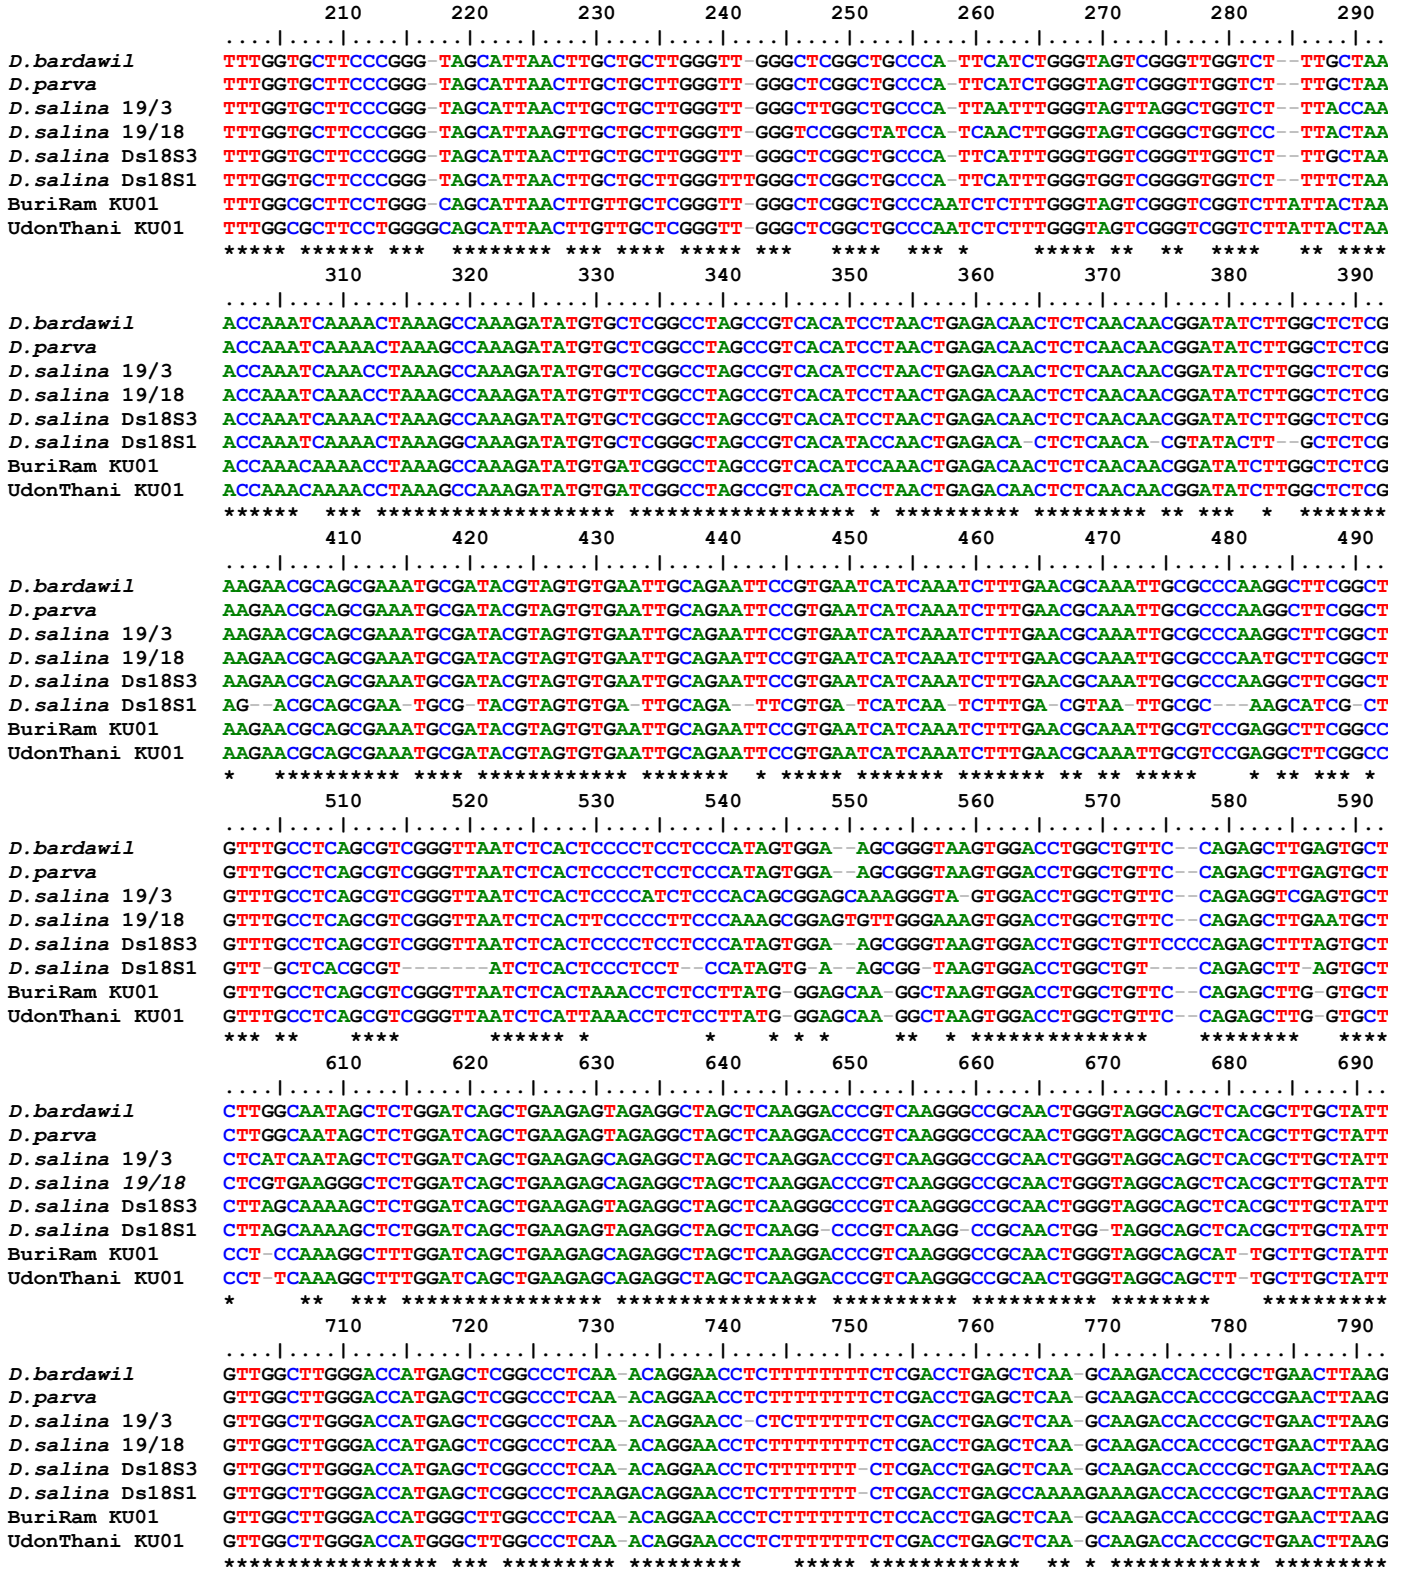 210 220 230 240 250 260 270 280 290
....|....|....|....|....|....|....|....|....|....|....|....|....|....|....|....|....|....|..
D.bardawil TTTGGTGCTTCCCGGG-TAGCATTAACTTGCTGCTTGGGTT-GGGCTCGGCTGCCCA-TTCATCTGGGTAGTCGGGTTGGTCT--TTGCTAA
D.parva TTTGGTGCTTCCCGGG-TAGCATTAACTTGCTGCTTGGGTT-GGGCTCGGCTGCCCA-TTCATCTGGGTAGTCGGGTTGGTCT--TTGCTAA
D.salina 19/3 TTTGGTGCTTCCCGGG-TAGCATTAACTTGCTGCTTGGGTT-GGGCTTGGCTGCCCA-TTAATTTGGGTAGTTAGGCTGGTCT--TTACCAA
D.salina 19/18 TTTGGTGCTTCCCGGG-TAGCATTAAGTTGCTGCTTGGGTT-GGGTCCGGCTATCCA-TCAACTTGGGTAGTCGGGCTGGTCC--TTACTAA
D.salina Ds18S3 TTTGGTGCTTCCCGGG-TAGCATTAACTTGCTGCTTGGGTT-GGGCTCGGCTGCCCA-TTCATTTGGGTGGTCGGGTTGGTCT--TTGCTAA
D.salina Ds18S1 TTTGGTGCTTCCCGGG-TAGCATTAACTTGCTGCTTGGGTTTGGGCTCGGCTGCCCA-TTCATTTGGGTGGTCGGGGTGGTCT--TTTCTAA
BuriRam KU01 TTTGGCGCTTCCTGGG-CAGCATTAACTTGTTGCTCGGGTT-GGGCTCGGCTGCCCAATCTCTTTGGGTAGTCGGGTCGGTCTTATTACTAA
UdonThani KU01 TTTGGCGCTTCCTGGGGCAGCATTAACTTGTTGCTCGGGTT-GGGCTCGGCTGCCCAATCTCTTTGGGTAGTCGGGTCGGTCTTATTACTAA
***** ****** *** ******** *** **** *** **** *** * ***** ** ** **** ** ****
310 320 330 340 350 360 370 380 390
....|....|....|....|....|....|....|....|....|....|....|....|....|....|....|....|....|....|..
D.bardawil ACCAAATCAAAACTAAAGCCAAAGATATGTGCTCGGCCTAGCCGTCACATCCTAACTGAGACAACTCTCAACAACGGATATCTTGGCTCTCG
D.parva ACCAAATCAAAACTAAAGCCAAAGATATGTGCTCGGCCTAGCCGTCACATCCTAACTGAGACAACTCTCAACAACGGATATCTTGGCTCTCG
D.salina 19/3 ACCAAATCAAACCTAAAGCCAAAGATATGTGCTCGGCCTAGCCGTCACATCCTAACTGAGACAACTCTCAACAACGGATATCTTGGCTCTCG
D.salina 19/18 ACCAAATCAAACCTAAAGCCAAAGATATGTGTTCGGCCTAGCCGTCACATCCTAACTGAGACAACTCTCAACAACGGATATCTTGGCTCTCG
D.salina Ds18S3 ACCAAATCAAAACTAAAGCCAAAGATATGTGCTCGGCCTAGCCGTCACATCCTAACTGAGACAACTCTCAACAACGGATATCTTGGCTCTCG
D.salina Ds18S1 ACCAAATCAAAACTAAAGGCAAAGATATGTGCTCGGGCTAGCCGTCACATACCAACTGAGACA-CTCTCAACA-CGTATACTT--GCTCTCG
BuriRam KU01 ACCAAACAAAACCTAAAGCCAAAGATATGTGATCGGCCTAGCCGTCACATCCAAACTGAGACAACTCTCAACAACGGATATCTTGGCTCTCG
UdonThani KU01 ACCAAACAAAACCTAAAGCCAAAGATATGTGATCGGCCTAGCCGTCACATCCTAACTGAGACAACTCTCAACAACGGATATCTTGGCTCTCG
****** *** ******************* ****************** * ********** ********* ** *** * *******
410 420 430 440 450 460 470 480 490
....|....|....|....|....|....|....|....|....|....|....|....|....|....|....|....|....|....|..
D.bardawil AAGAACGCAGCGAAATGCGATACGTAGTGTGAATTGCAGAATTCCGTGAATCATCAAATCTTTGAACGCAAATTGCGCCCAAGGCTTCGGCT
D.parva AAGAACGCAGCGAAATGCGATACGTAGTGTGAATTGCAGAATTCCGTGAATCATCAAATCTTTGAACGCAAATTGCGCCCAAGGCTTCGGCT
D.salina 19/3 AAGAACGCAGCGAAATGCGATACGTAGTGTGAATTGCAGAATTCCGTGAATCATCAAATCTTTGAACGCAAATTGCGCCCAAGGCTTCGGCT
D.salina 19/18 AAGAACGCAGCGAAATGCGATACGTAGTGTGAATTGCAGAATTCCGTGAATCATCAAATCTTTGAACGCAAATTGCGCCCAATGCTTCGGCT
D.salina Ds18S3 AAGAACGCAGCGAAATGCGATACGTAGTGTGAATTGCAGAATTCCGTGAATCATCAAATCTTTGAACGCAAATTGCGCCCAAGGCTTCGGCT
D.salina Ds18S1 AG--ACGCAGCGAA-TGCG-TACGTAGTGTGA-TTGCAGA--TTCGTGA-TCATCAA-TCTTTGA-CGTAA-TTGCGC---AAGCATCG-CT
BuriRam KU01 AAGAACGCAGCGAAATGCGATACGTAGTGTGAATTGCAGAATTCCGTGAATCATCAAATCTTTGAACGCAAATTGCGTCCGAGGCTTCGGCC
UdonThani KU01 AAGAACGCAGCGAAATGCGATACGTAGTGTGAATTGCAGAATTCCGTGAATCATCAAATCTTTGAACGCAAATTGCGTCCGAGGCTTCGGCC
* ********** **** ************ ******* * ***** ******* ******* ** ** ***** * ** *** *
510 520 530 540 550 560 570 580 590
....|....|....|....|....|....|....|....|....|....|....|....|....|....|....|....|....|....|..
D.bardawil GTTTGCCTCAGCGTCGGGTTAATCTCACTCCCCTCCTCCCATAGTGGA--AGCGGGTAAGTGGACCTGGCTGTTC--CAGAGCTTGAGTGCT
D.parva GTTTGCCTCAGCGTCGGGTTAATCTCACTCCCCTCCTCCCATAGTGGA--AGCGGGTAAGTGGACCTGGCTGTTC--CAGAGCTTGAGTGCT
D.salina 19/3 GTTTGCCTCAGCGTCGGGTTAATCTCACTCCCCATCTCCCACAGCGGAGCAAAGGGTA-GTGGACCTGGCTGTTC--CAGAGGTCGAGTGCT
D.salina 19/18 GTTTGCCTCAGCGTCGGGTTAATCTCACTTCCCCCTTCCCAAAGCGGAGTGTTGGGAAAGTGGACCTGGCTGTTC--CAGAGCTTGAATGCT
D.salina Ds18S3 GTTTGCCTCAGCGTCGGGTTAATCTCACTCCCCTCCTCCCATAGTGGA--AGCGGGTAAGTGGACCTGGCTGTTCCCCAGAGCTTTAGTGCT
D.salina Ds18S1 GTT-GCTCACGCGT-------ATCTCACTCCCTCCT--CCATAGTG-A--AGCGG-TAAGTGGACCTGGCTGT----CAGAGCTT-AGTGCT
BuriRam KU01 GTTTGCCTCAGCGTCGGGTTAATCTCACTAAACCTCTCCTTATG-GGAGCAA-GGCTAAGTGGACCTGGCTGTTC--CAGAGCTTG-GTGCT
UdonThani KU01 GTTTGCCTCAGCGTCGGGTTAATCTCATTAAACCTCTCCTTATG-GGAGCAA-GGCTAAGTGGACCTGGCTGTTC--CAGAGCTTG-GTGCT
*** ** **** ****** * * * * * ** * ************** ******** ****
610 620 630 640 650 660 670 680 690
....|....|....|....|....|....|....|....|....|....|....|....|....|....|....|....|....|....|..
D.bardawil CTTGGCAATAGCTCTGGATCAGCTGAAGAGTAGAGGCTAGCTCAAGGACCCGTCAAGGGCCGCAACTGGGTAGGCAGCTCACGCTTGCTATT
D.parva CTTGGCAATAGCTCTGGATCAGCTGAAGAGTAGAGGCTAGCTCAAGGACCCGTCAAGGGCCGCAACTGGGTAGGCAGCTCACGCTTGCTATT
D.salina 19/3 CTCATCAATAGCTCTGGATCAGCTGAAGAGCAGAGGCTAGCTCAAGGACCCGTCAAGGGCCGCAACTGGGTAGGCAGCTCACGCTTGCTATT
D.salina 19/18 CTCGTGAAGGGCTCTGGATCAGCTGAAGAGCAGAGGCTAGCTCAAGGACCCGTCAAGGGCCGCAACTGGGTAGGCAGCTCACGCTTGCTATT
D.salina Ds18S3 CTTAGCAAAAGCTCTGGATCAGCTGAAGAGTAGAGGCTAGCTCAAGGGCCCGTCAAGGGCCGCAACTGGGTAGGCAGCTCACGCTTGCTATT
D.salina Ds18S1 CTTAGCAAAAGCTCTGGATCAGCTGAAGAGTAGAGGCTAGCTCAAGG-CCCGTCAAGG-CCGCAACTGG-TAGGCAGCTCACGCTTGCTATT
BuriRam KU01 CCT-CCAAAGGCTTTGGATCAGCTGAAGAGCAGAGGCTAGCTCAAGGACCCGTCAAGGGCCGCAACTGGGTAGGCAGCAT-TGCTTGCTATT
UdonThani KU01 CCT-TCAAAGGCTTTGGATCAGCTGAAGAGCAGAGGCTAGCTCAAGGACCCGTCAAGGGCCGCAACTGGGTAGGCAGCTT-TGCTTGCTATT
* ** *** **************** **************** ********** ********** ******** **********
710 720 730 740 750 760 770 780 790
....|....|....|....|....|....|....|....|....|....|....|....|....|....|....|....|....|....|..
D.bardawil GTTGGCTTGGGACCATGAGCTCGGCCCTCAA-ACAGGAACCTCTTTTTTTTCTCGACCTGAGCTCAA-GCAAGACCACCCGCTGAACTTAAG
D.parva GTTGGCTTGGGACCATGAGCTCGGCCCTCAA-ACAGGAACCTCTTTTTTTTCTCGACCTGAGCTCAA-GCAAGACCACCCGCCGAACTTAAG
D.salina 19/3 GTTGGCTTGGGACCATGAGCTCGGCCCTCAA-ACAGGAACC-CTCTTTTTTCTCGACCTGAGCTCAA-GCAAGACCACCCGCTGAACTTAAG
D.salina 19/18 GTTGGCTTGGGACCATGAGCTCGGCCCTCAA-ACAGGAACCTCTTTTTTTTCTCGACCTGAGCTCAA-GCAAGACCACCCGCTGAACTTAAG
D.salina Ds18S3 GTTGGCTTGGGACCATGAGCTCGGCCCTCAA-ACAGGAACCTCTTTTTTT-CTCGACCTGAGCTCAA-GCAAGACCACCCGCTGAACTTAAG
D.salina Ds18S1 GTTGGCTTGGGACCATGAGCTCGGCCCTCAAGACAGGAACCTCTTTTTTT-CTCGACCTGAGCCAAAAGAAAGACCACCCGCTGAACTTAAG
BuriRam KU01 GTTGGCTTGGGACCATGGGCTTGGCCCTCAA-ACAGGAACCCTCTTTTTTTCTCCACCTGAGCTCAA-GCAAGACCACCCGCTGAACTTAAG
UdonThani KU01 GTTGGCTTGGGACCATGGGCTTGGCCCTCAA-ACAGGAACCCTCTTTTTTTCTCGACCTGAGCTCAA-GCAAGACCACCCGCTGAACTTAAG
***************** *** ********* ********* ***** ************ ** * ************ *********